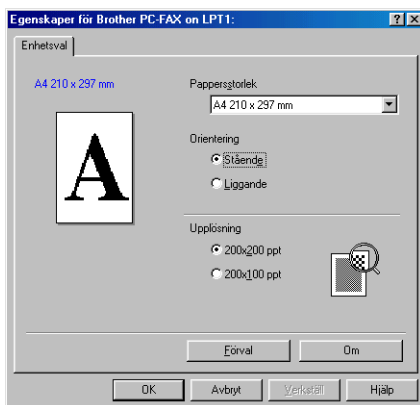 Egenskaper för Brother PC-FAX on LPT1:
Enhetsval
A4 210 x 297 mm
A
Pappersstorlek
A4 210 x 297 mm
Orientering
Stående
Liggande
Upplösning
200x200 ppt
200x100 ppt
Förval
Om
OK
Avbryt
Verkställ
Hjälp